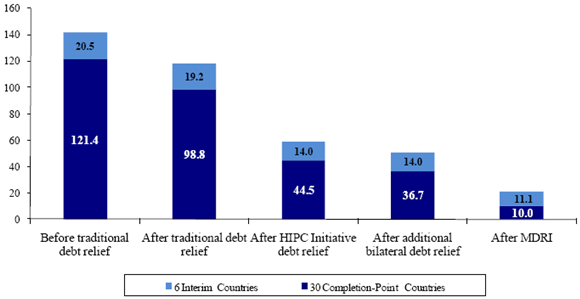 160
140
120
100
80
60
40
20
0
20.5
121.4
19.2
98.8
14.0
44.5
14.0
36.7
11.1
10.0
Before traditional
debt relief
After traditional debt
relief
After HIPC Initiative
debt relief
After additional
bilateral debt relief
After MDRI
6 Interim Countries
30 Completion-Point Countries